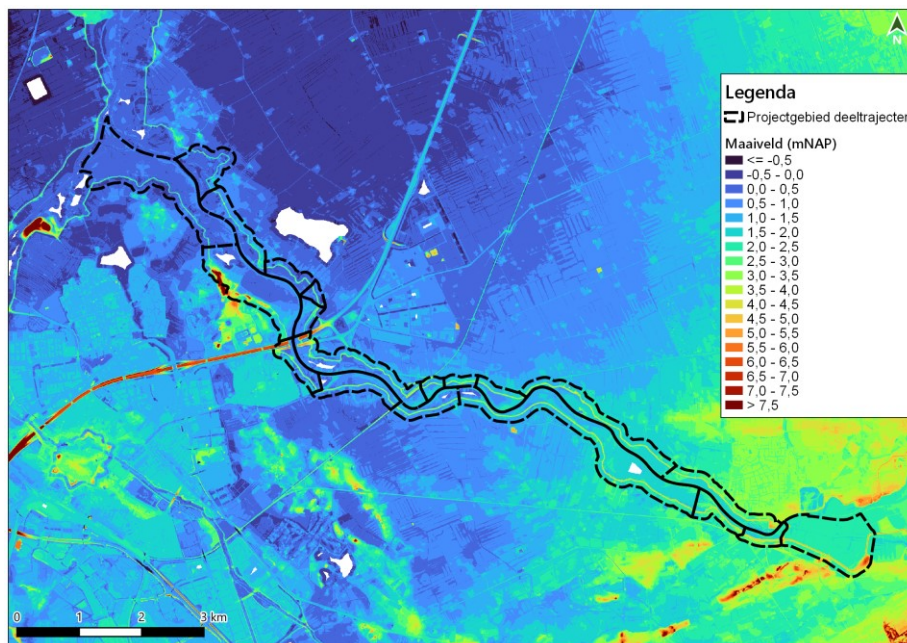 N
Legenda
Projectgebied deeltrajecten
Maaiveld (mNAP)
<= -0,5
-0,5 - 0,0
0,0 - 0,5
0,5 - 1,0
1,0 - 1,5
1,5 - 2,0
2,0 - 2,5
2,5 - 3,0
3,0 - 3,5
3,5 - 4,0
4,0 - 4,5
4,5 - 5,0
5,0 - 5,5
5,5 - 6,0
6,0 - 6,5
6,5 - 7,0
7,0 - 7,5
> 7,5
0 1 2 3 km